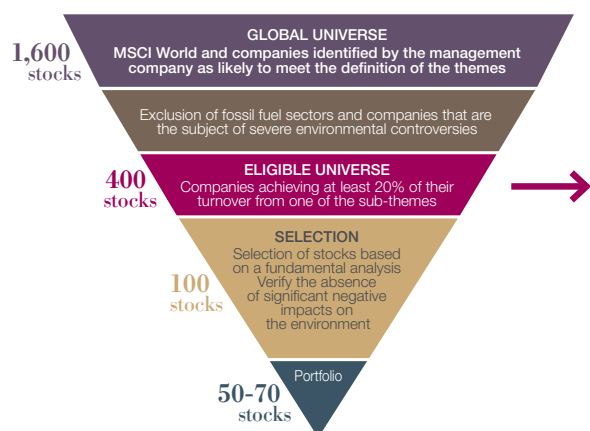 GLOBAL UNIVERSE
1,600
stocks
MSCI World and companies identified by the management
company as likely to meet the definition of the themes
Exclusion of fossil fuel sectors and companies that are
the subject of severe environmental controversies
400
stocks
ELIGIBLE UNIVERSE
Companies achieving at least 20% of their
turnover from one of the sub-themes
SELECTION
Selection of stocks based
on a fundamental analysis
Verify the absence
of significant negative
impacts on
the environment
100
stocks
Portfolio
50-70
stocks